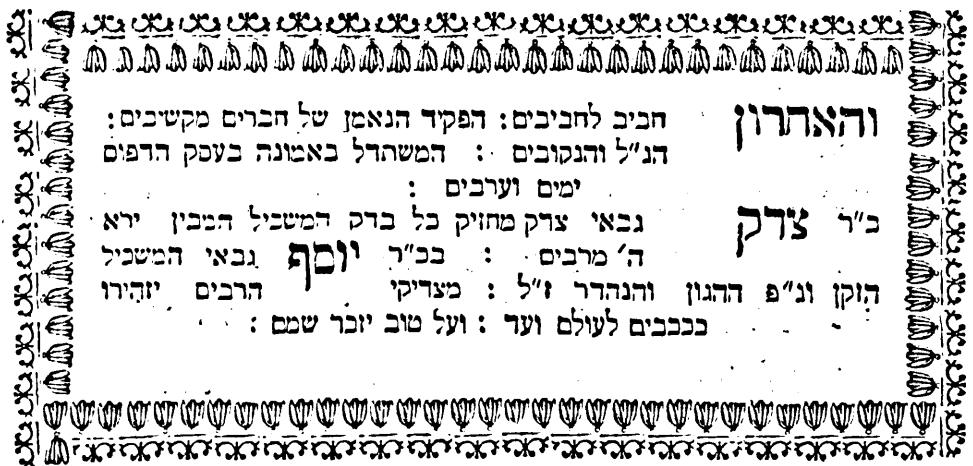 והאחרון חביב לחביבים: הפקיד הנאמן של חברים מקשיבים:
הנ"ל והנקובים : המשתדל באמונה בעסק הדפוס
ימים וערבים :
כ"ר צדק גבאי צדק מחזיק כל בדק המשכיל המבין ירא
ה' מרבים : בכ"ר יוסף גבאי המשכיל
הזקן ונ"פ ההגון והנהדר ז"ל : מצדיקי הרבים יזהירו
ככבים לעולם ועד : ועל טוב יזכר שמם :